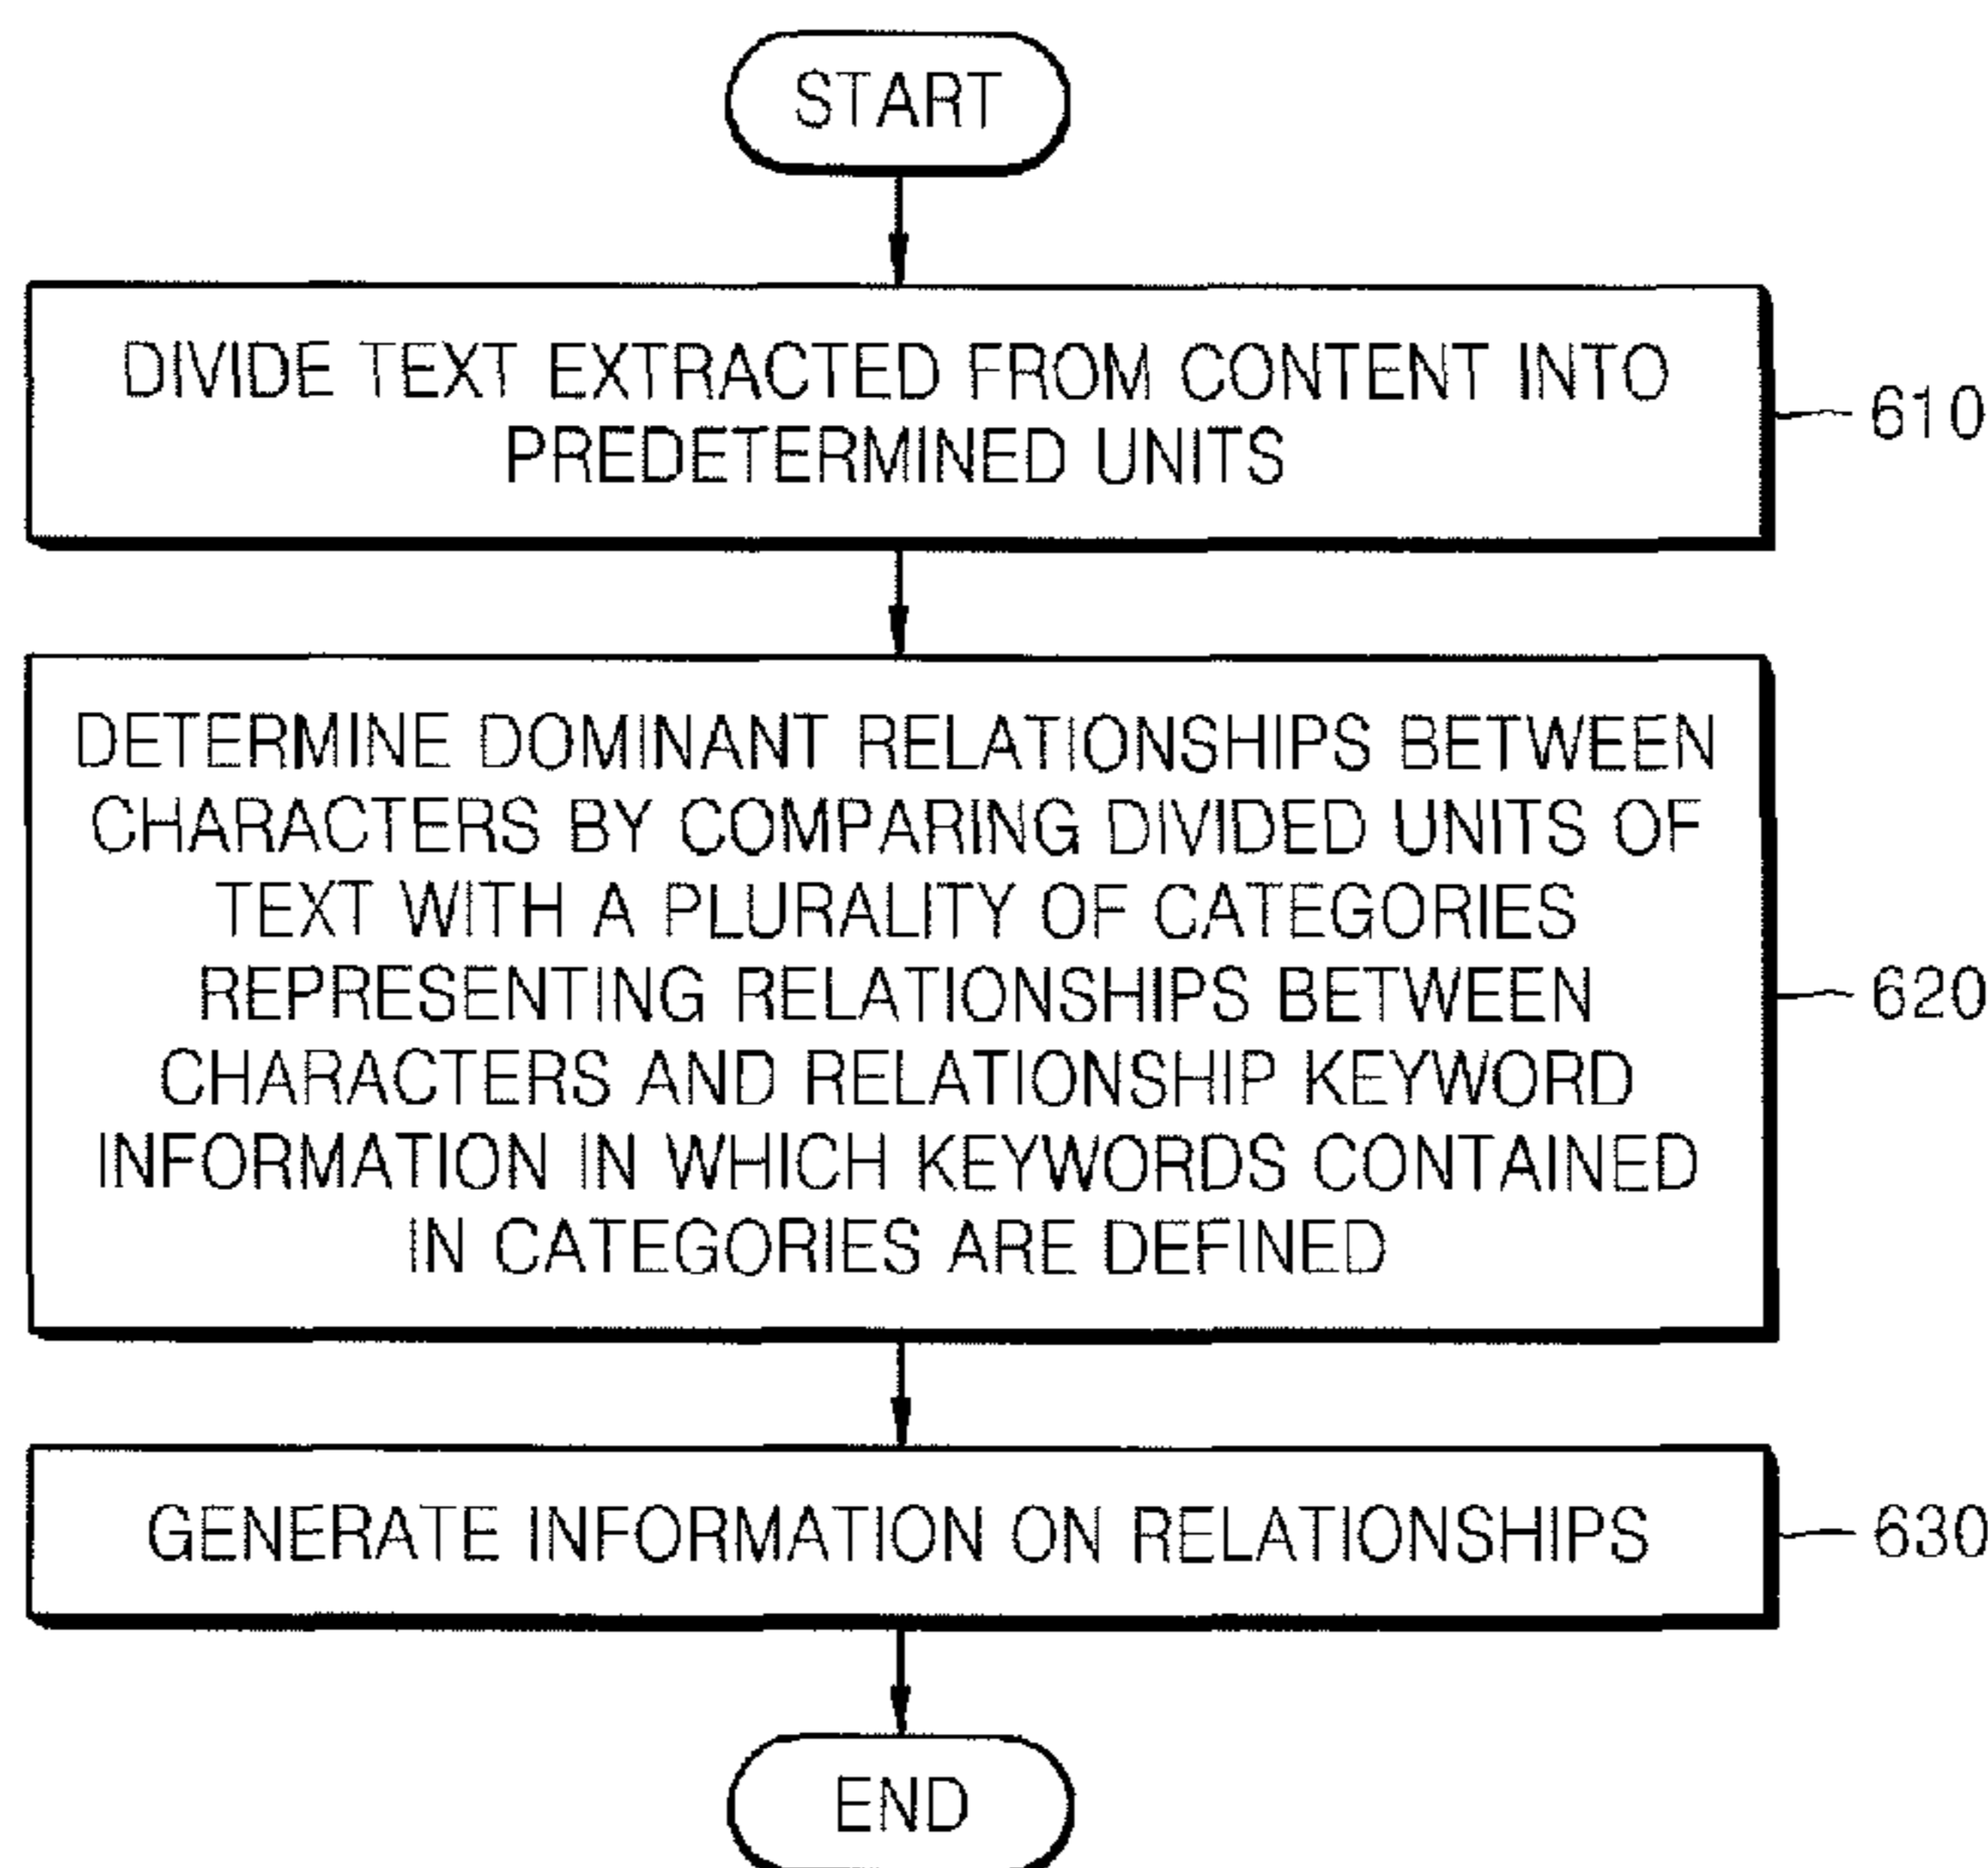 START
DIVIDE TEXT EXTRACTED FROM CONTENT INTO
PREDETERMINED UNITS
610
DETERMINE DOMINANT RELATIONSHIPS BETWEEN
CHARACTERS BY COMPARING DIVIDED UNITS OF
TEXT WITH A PLURALITY OF CATEGORIES
REPRESENTING RELATIONSHIPS BETWEEN
CHARACTERS AND RELATIONSHIP KEYWORD
INFORMATION IN WHICH KEYWORDS CONTAINED
IN CATEGORIES ARE DEFINED
620
GENERATE INFORMATION ON RELATIONSHIPS
630
END